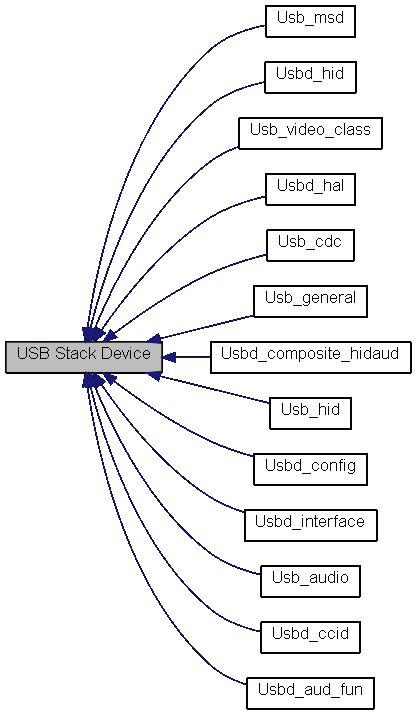 Usb_msd
Usbd_hid
Usb_video_class
Usbd_hal
Usb_cdc
Usb_general
USB Stack Device
Usbd_composite_hidaud
Usb_hid
Usbd_config
Usbd_interface
Usb_audio
Usbd_ccid
Usbd_aud_fun